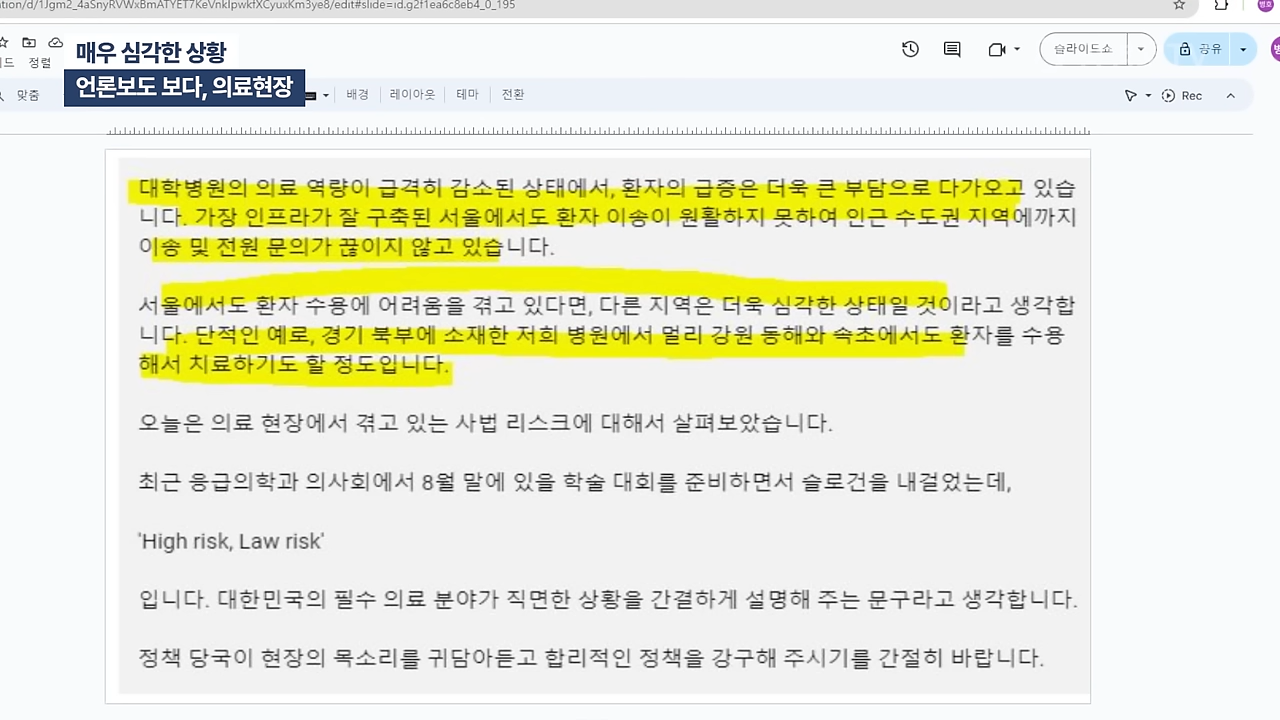 ation/d/1Jgm2_4aSnyRVWxBmATYET7KeVnkIpwkfXCyuxKm3ye8/edit#slide=id.g2f1ea6c8eb4_0_195
매우 심각한 상황
언론보도 보다, 의료현장
정렬
슬라이드쇼
공유
맞춤
배경
레이아웃
테마
전환
Rec
대학병원의 의료 역량이 급격히 감소된 상태에서, 환자의 급증은 더욱 큰 부담으로 다가오고 있습
니다. 가장 인프라가 잘 구축된 서울에서도 환자 이송이 원활하지 못하여 인근 수도권 지역에까지
이송 및 전원 문의가 끊이지 않고 있습니다.
서울에서도 환자 수용에 어려움을 겪고 있다면, 다른 지역은 더욱 심각한 상태일 것이라고 생각합
니다. 단적인 예로, 경기 북부에 소재한 저희 병원에서 멀리 강원 동해와 속초에서도 환자를 수용
해서 치료하기도 할 정도입니다.
오늘은 의료 현장에서 겪고 있는 사법 리스크에 대해서 살펴보았습니다.
최근 응급의학과 의사회에서 8월 말에 있을 학술 대회를 준비하면서 슬로건을 내걸었는데,
'High risk, Law risk'
입니다. 대한민국의 필수 의료 분야가 직면한 상황을 간결하게 설명해 주는 문구라고 생각합니다.
정책 당국이 현장의 목소리를 귀담아듣고 합리적인 정책을 강구해 주시기를 간절히 바랍니다.